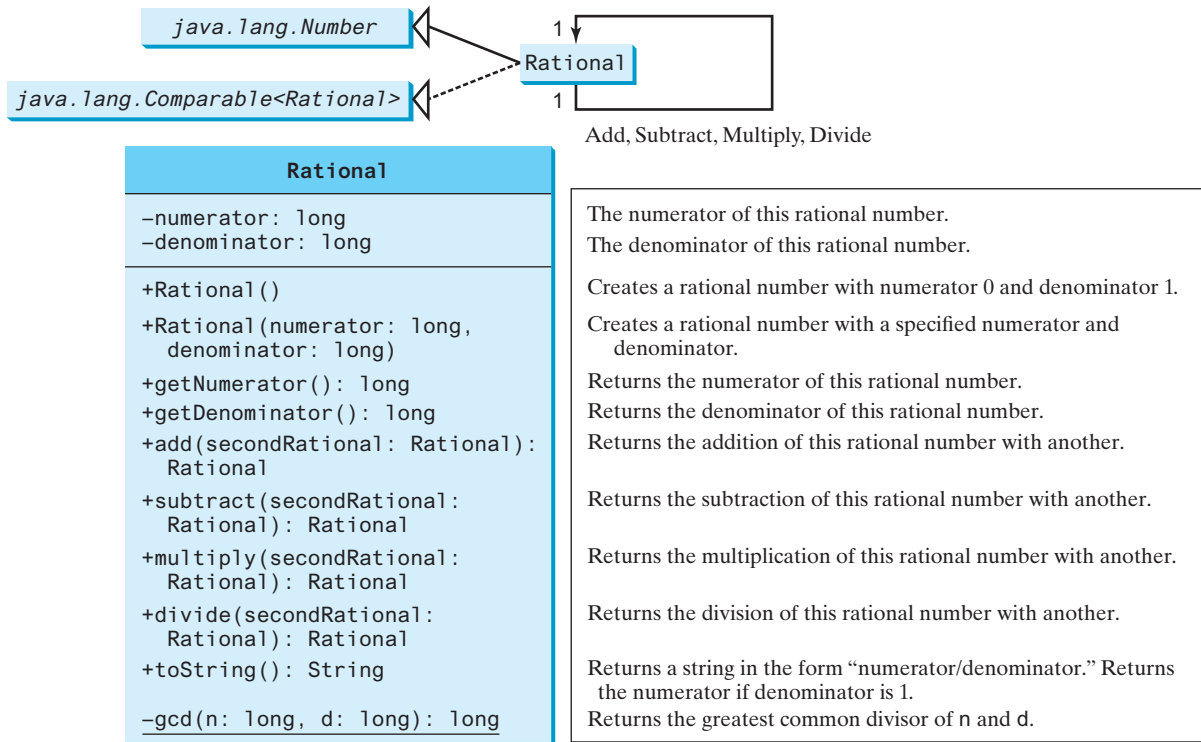 java.lang.Number
1
Rational
java.lang.Comparable<Rational>
1
Add, Subtract, Multiply, Divide
Rational
–numerator: long
The numerator of this rational number.
–denominator: long
The denominator of this rational number.
+Rational()
Creates a rational number with numerator 0 and denominator 1.
+Rational(numerator: long,
denominator: long)
Creates a rational number with a specified numerator and
denominator.
+getNumerator(): long
Returns the numerator of this rational number.
+getDenominator(): long
Returns the denominator of this rational number.
+add(secondRational: Rational):
Rational
Returns the addition of this rational number with another.
+subtract(secondRational:
Rational): Rational
Returns the subtraction of this rational number with another.
+multiply(secondRational:
Rational): Rational
Returns the multiplication of this rational number with another.
+divide(secondRational:
Rational): Rational
Returns the division of this rational number with another.
+toString(): String
Returns a string in the form “numerator/denominator.” Returns
the numerator if denominator is 1.
–gcd(n: long, d: long): long
Returns the greatest common divisor of n and d.